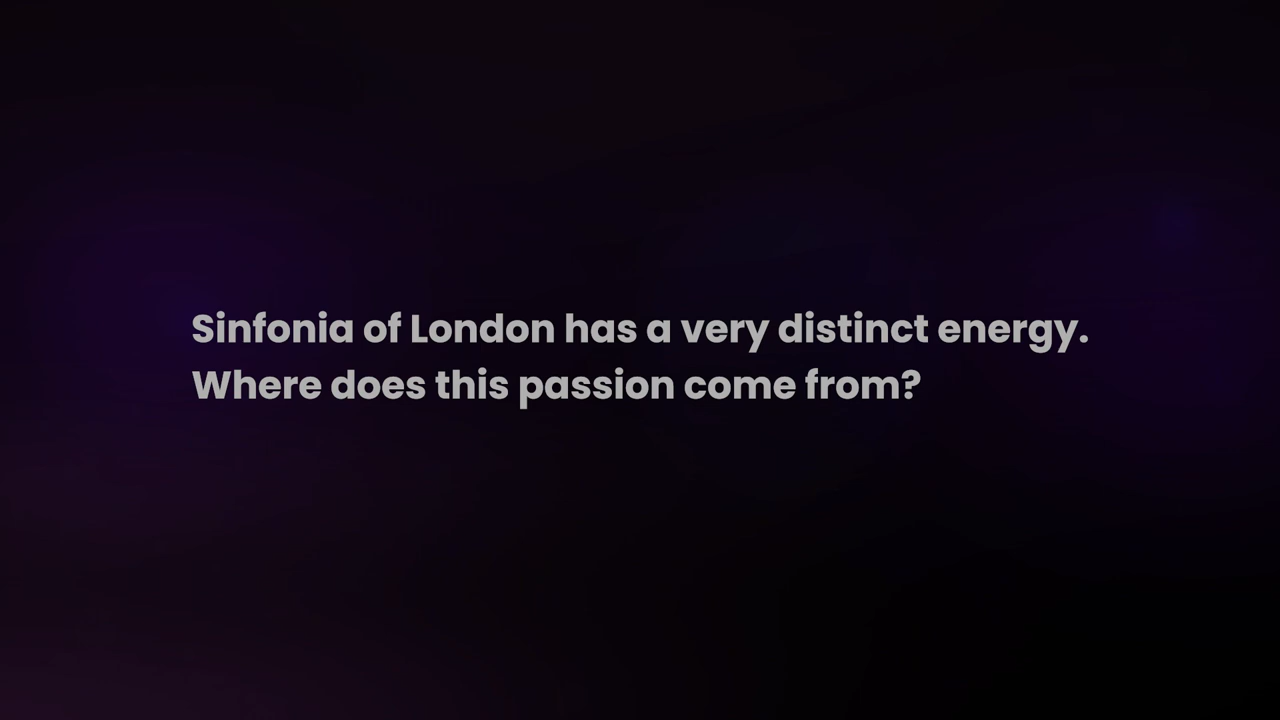 Sinfonia of London has a very distinct energy.
Where does this passion come from?